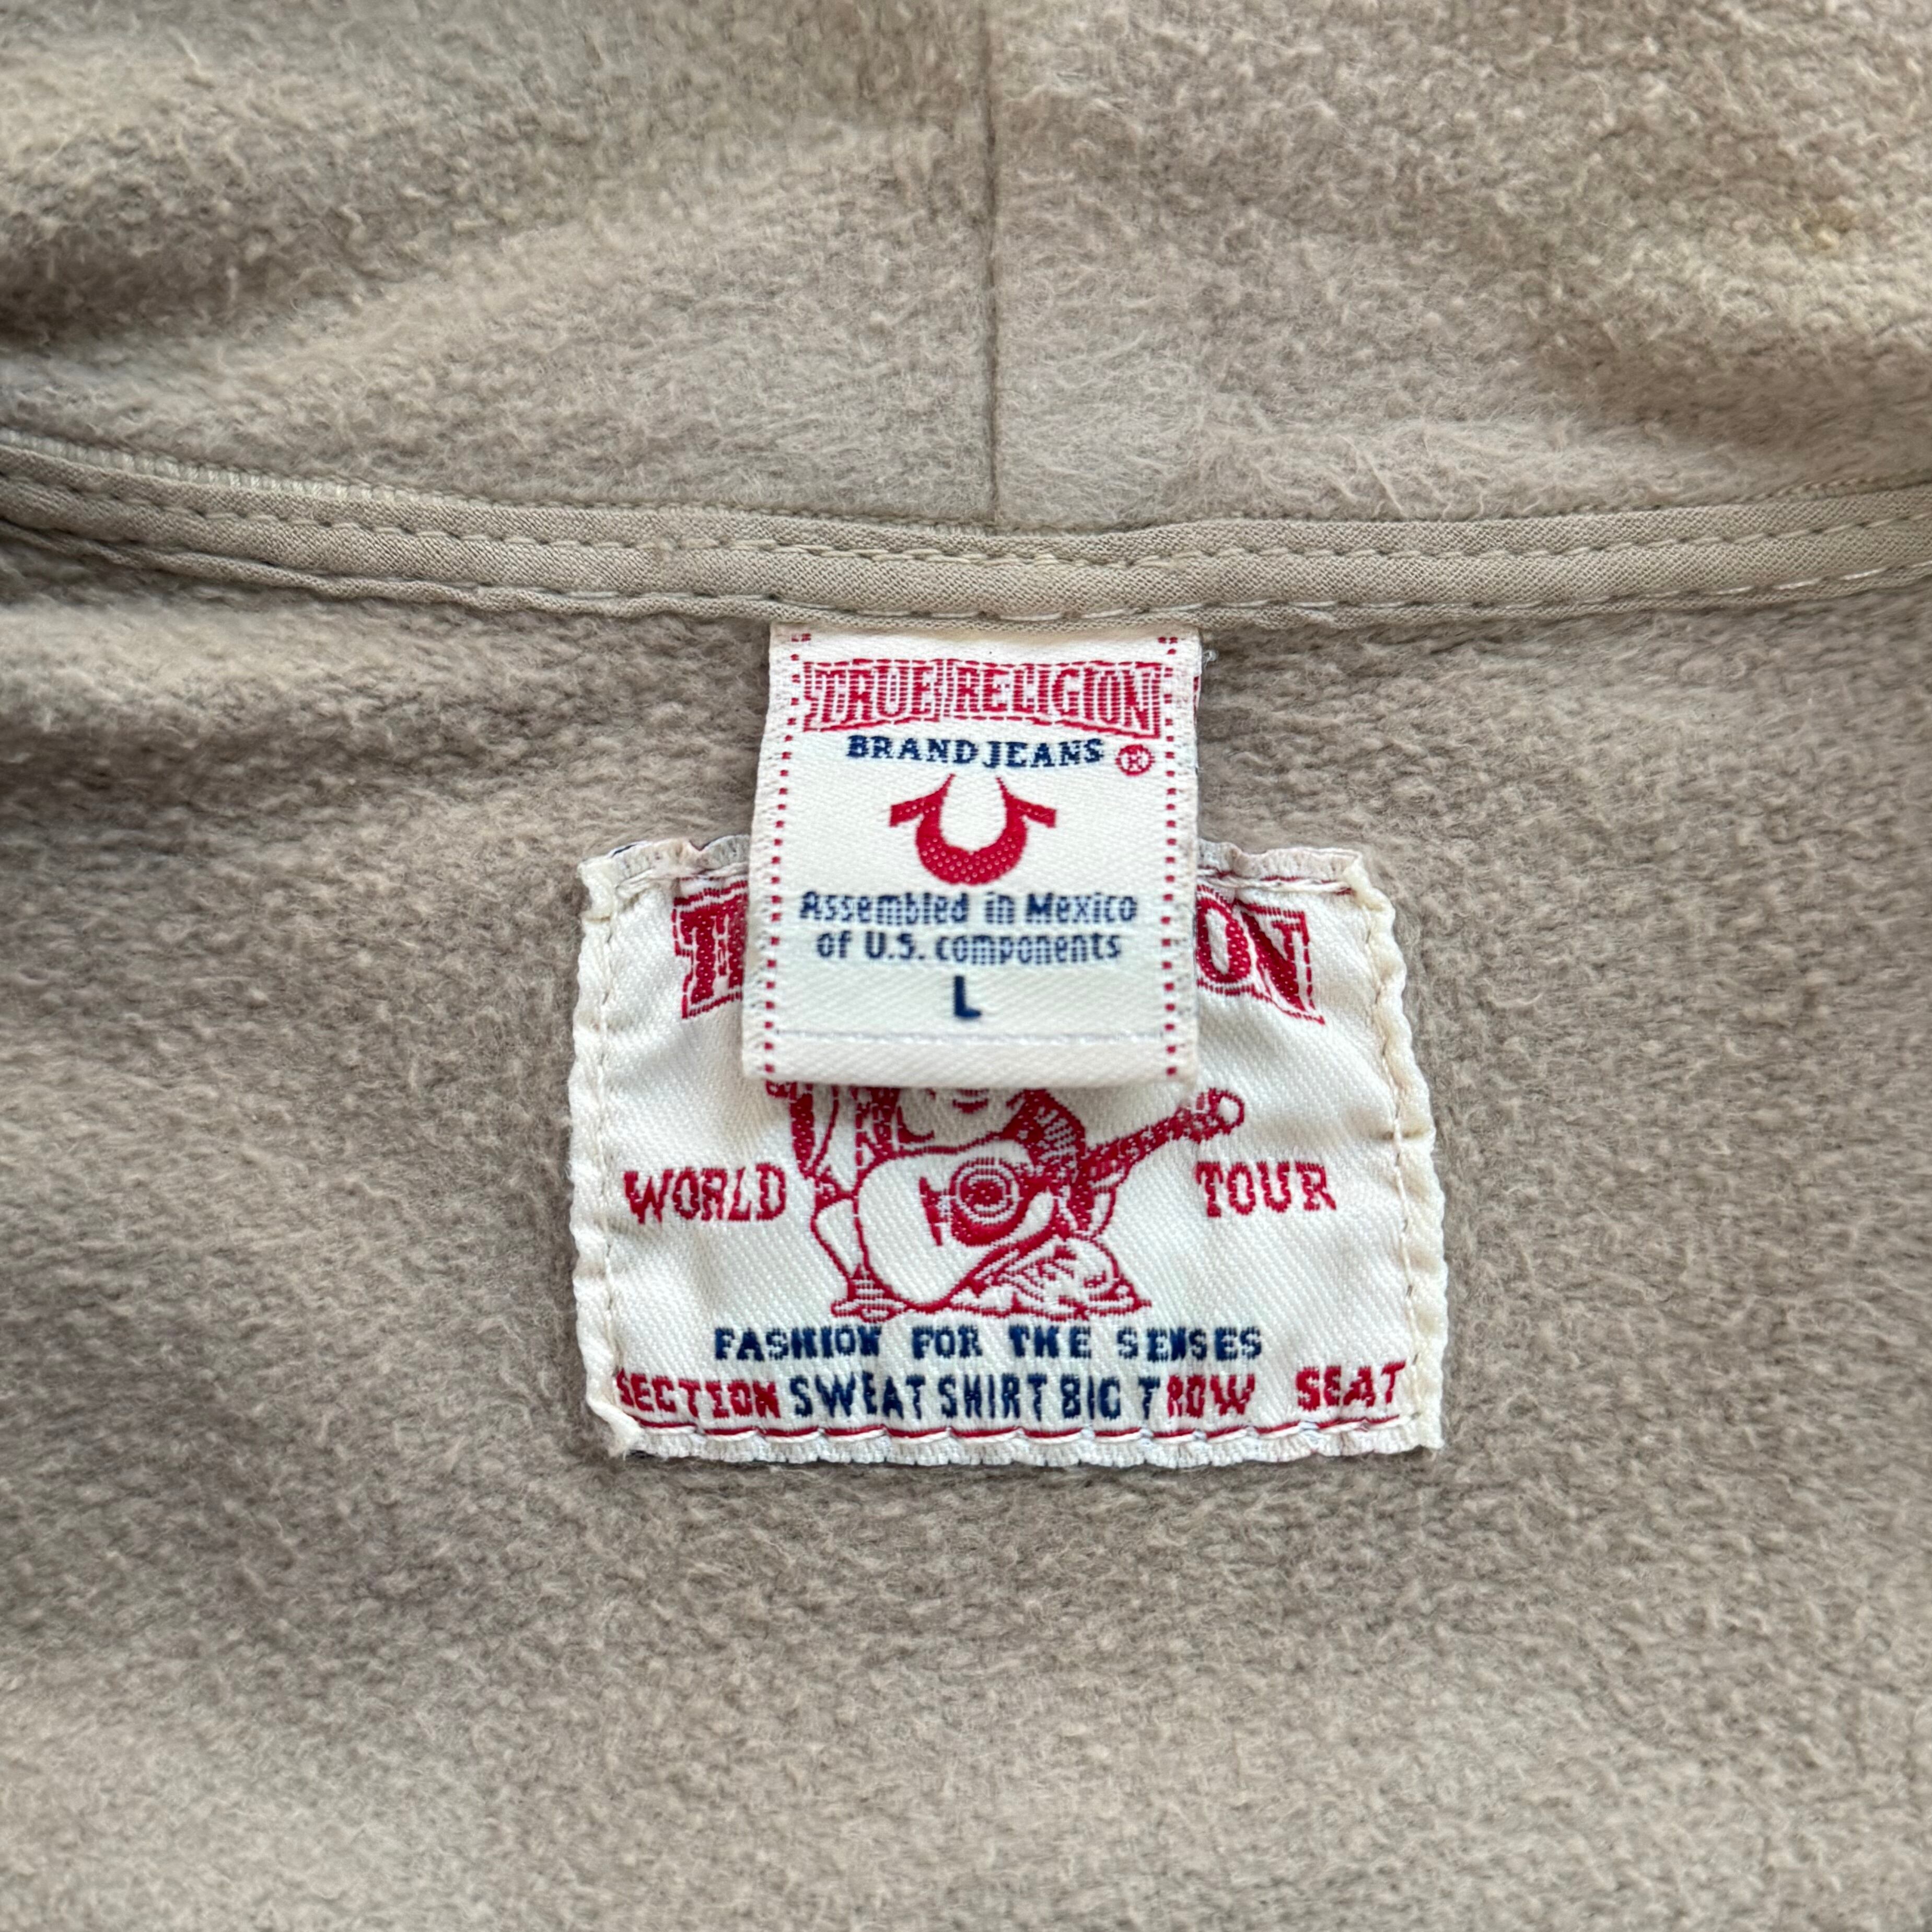 TRUE RELIGION
BRAND JEANS ®
Assembled in Mexico
of U.S. components
L
WORLD TOUR
FASHION FOR THE SENSES
SECTION SWEAT SHIRT BIG T ROW SEAT